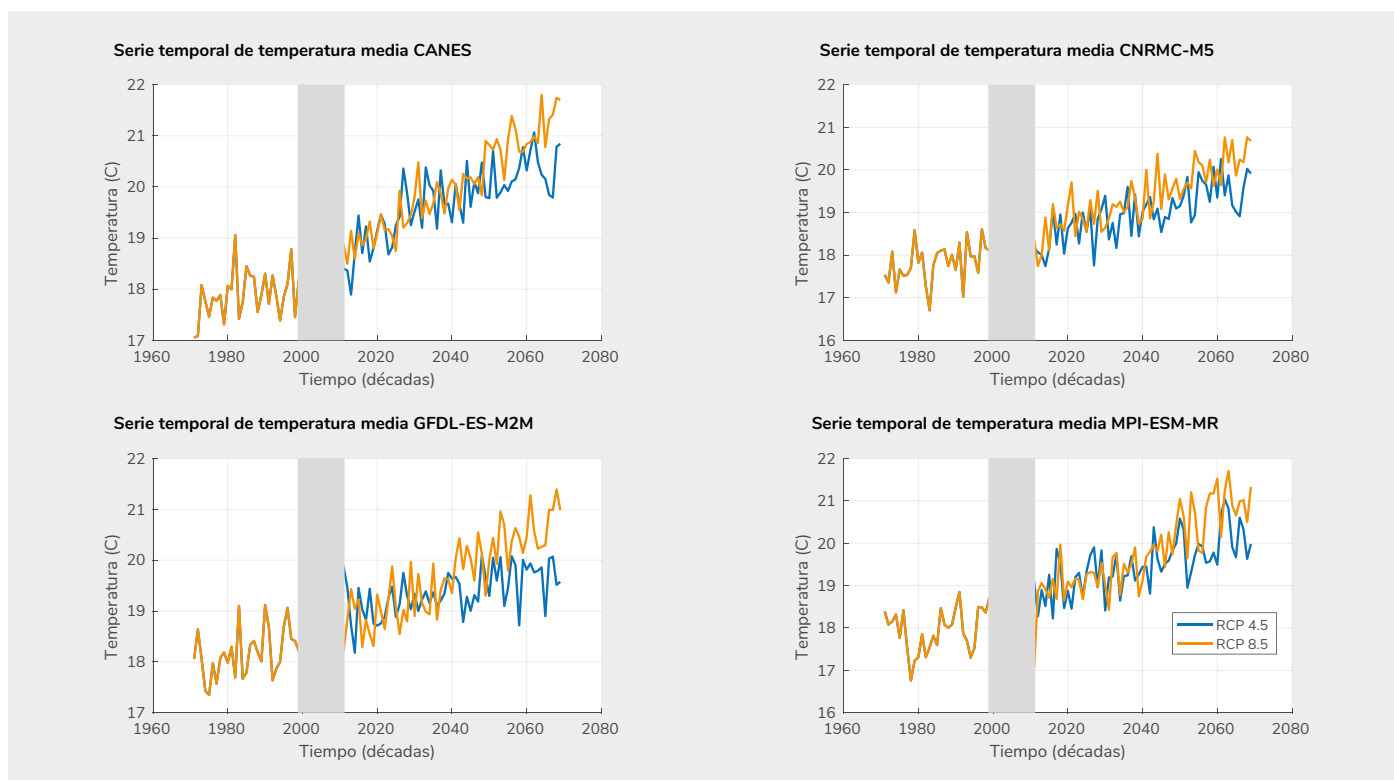 Serie temporal de temperatura media CANES
22
21
20
19
18
17
Temperatura (C)
1960 1980 2000 2020 2040 2060 2080
Tiempo (décadas)
Serie temporal de temperatura media CNRMC-M5
22
21
20
19
18
17
16
Temperatura (C)
1960 1980 2000 2020 2040 2060 2080
Tiempo (décadas)
Serie temporal de temperatura media GFDL-ES-M2M
22
21
20
19
18
17
Temperatura (C)
1960 1980 2000 2020 2040 2060 2080
Tiempo (décadas)
Serie temporal de temperatura media MPI-ESM-MR
22
21
20
19
18
17
16
Temperatura (C)
RCP 4.5
RCP 8.5
1960 1980 2000 2020 2040 2060 2080
Tiempo (décadas)